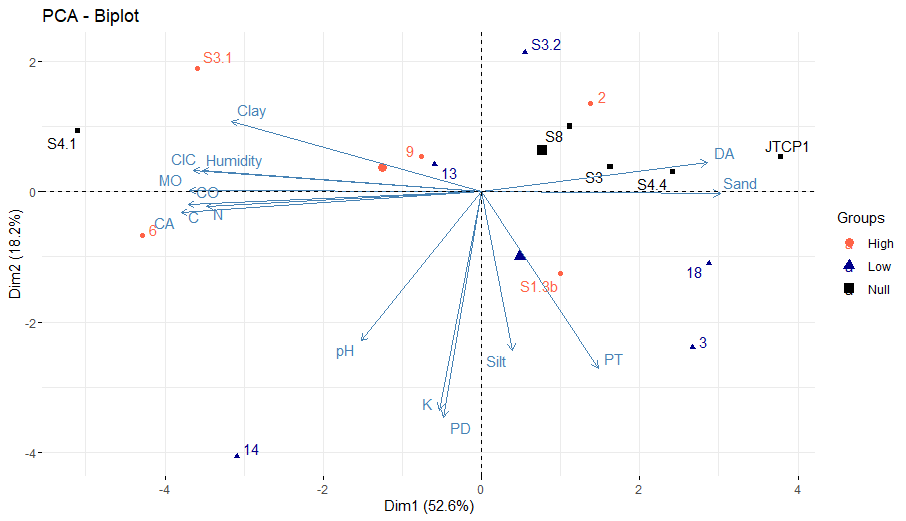 PCA - Biplot
S3.2
S3.1
2
Clay
S8
S4.1
9
JTCP1
DA
CIC
Humidity
13
S3
S4.4
MO
CO
Sand
CA
C
N
6
18
S1.3b
pH
Silt
PT
3
K
PD
14
2
0
-2
-4
-4
-2
0
2
4
Dim1 (52.6%)
Dim2 (18.2%)
Groups
a High
a Low
a Null